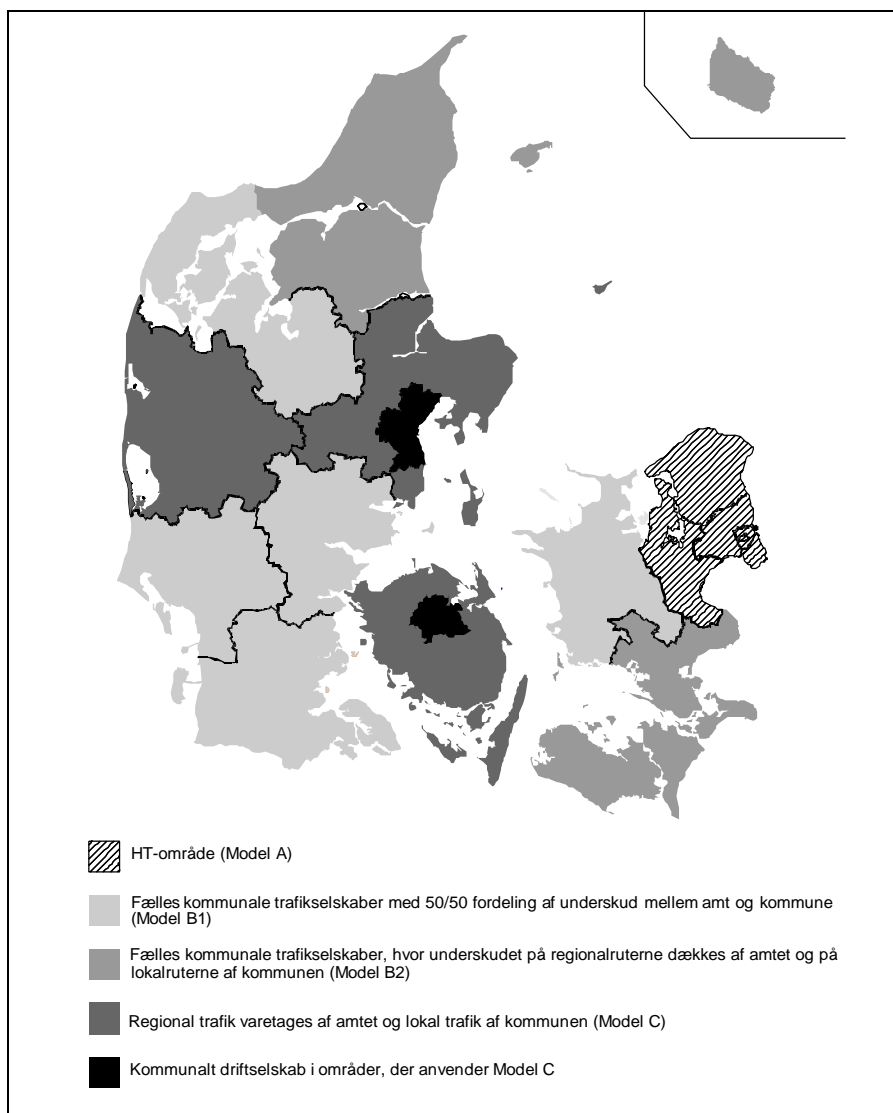 HT-område (Model A)
Fælles kommunale trafikselskaber med 50/50 fordeling af underskud mellem amt og kommune
(Model B1)
Fælles kommunale trafikselskaber, hvor underskudet på regionalruterne dækkes af amtet og på
lokalruterne af kommunen (Model B2)
Regional trafik varetages af amtet og lokal trafik af kommunen (Model C)
Kommunalt driftselskab i områder, der anvender Model C